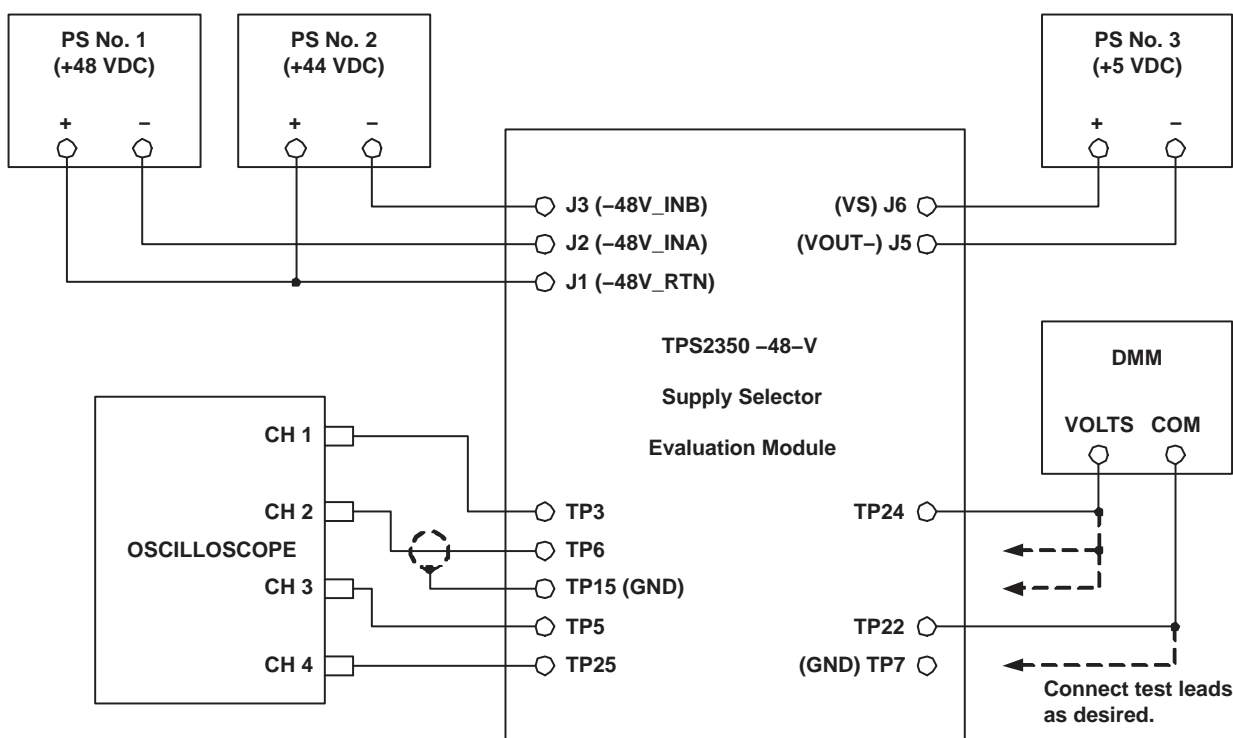 PS No. 1
(+48 VDC)
+ –
PS No. 2
(+44 VDC)
+ –
PS No. 3
(+5 VDC)
+ –
J3 (–48V_INB)
J2 (–48V_INA)
J1 (–48V_RTN)
(VS) J6
(VOUT–) J5
TPS2350 –48–V
Supply Selector
Evaluation Module
DMM
VOLTS COM
CH 1
CH 2
OSCILLOSCOPE
CH 3
CH 4
TP3
TP6
TP15 (GND)
TP5
TP25
TP24
TP22
(GND) TP7
Connect test leads
as desired.